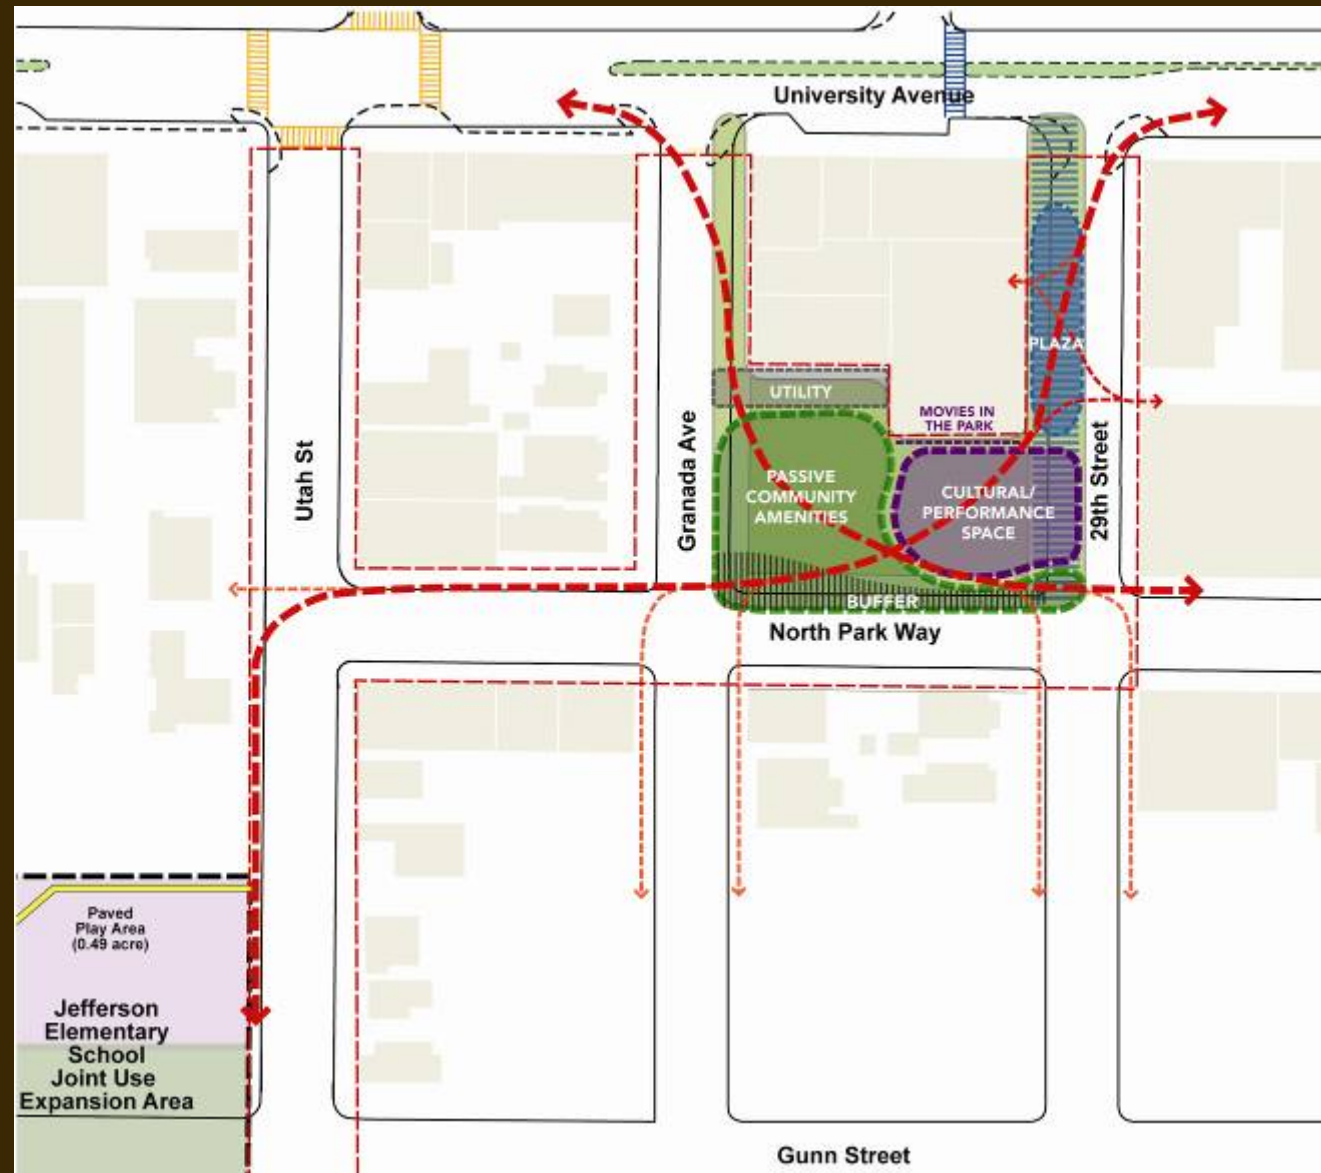 University Avenue
PLAZA
UTILITY
MOVIES IN
THE PARK
Utah St
Granada Ave
29th Street
PASSIVE
COMMUNITY
AMENITIES
CULTURAL/
PERFORMANCE
SPACE
BUFFER
North Park Way
Paved
Play Area
(0.49 acre)
Jefferson
Elementary
School
Joint Use
Expansion Area
Gunn Street